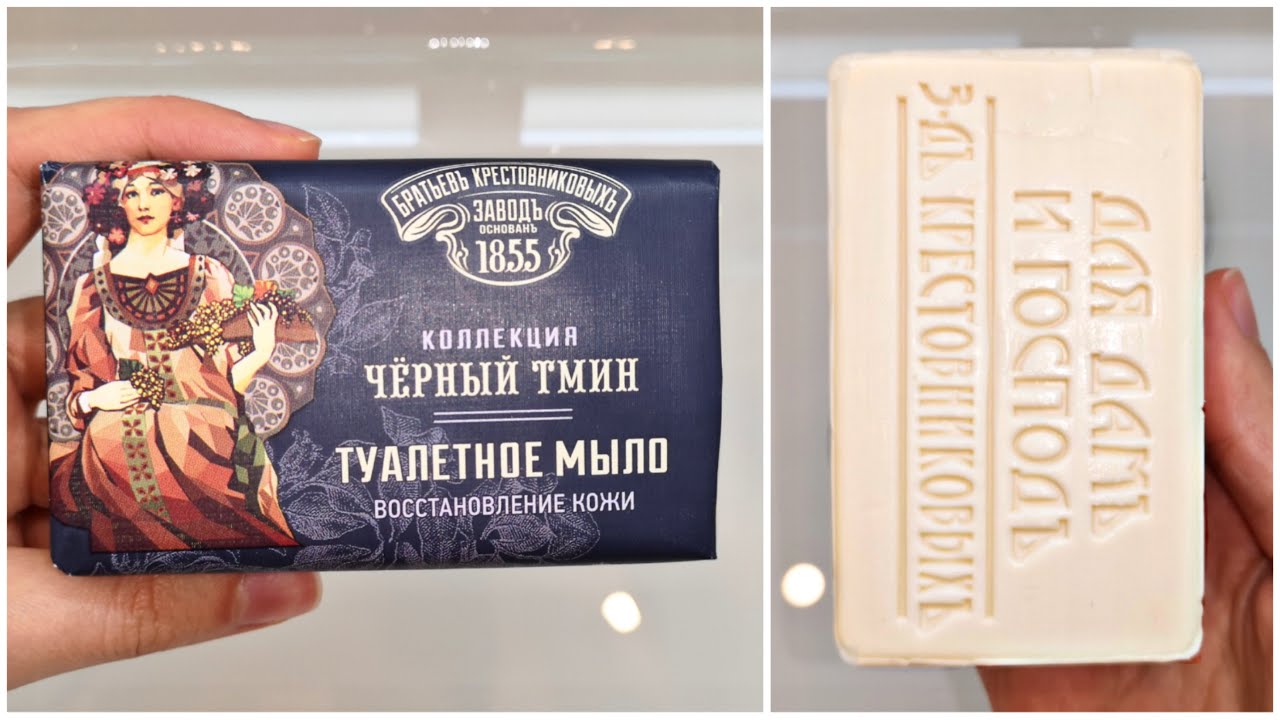 БРАТЬЕВЪ КРЕСТОВНИКОВЫХЪ
ЗАВОДЪ
ОСНОВАНЪ
1855
КОЛЛЕКЦИЯ
ЧЁРНЫЙ ТМИН
ТУАЛЕТНОЕ МЫЛО
ВОССТАНОВЛЕНИЕ КОЖИ
ДЛЯ ДАМЪ
И ГОСПОДЪ
З-ДЪ КРЕСТОВНИКОВЫХЪ